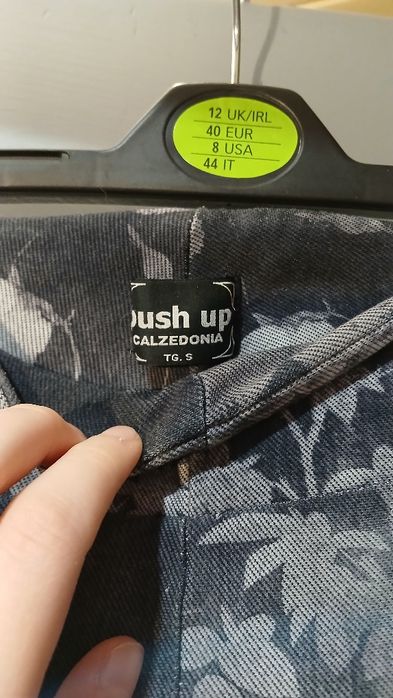 12 UK/IRL
40 EUR
8 USA
44 IT
push up
CALZEDONIA
TG. S